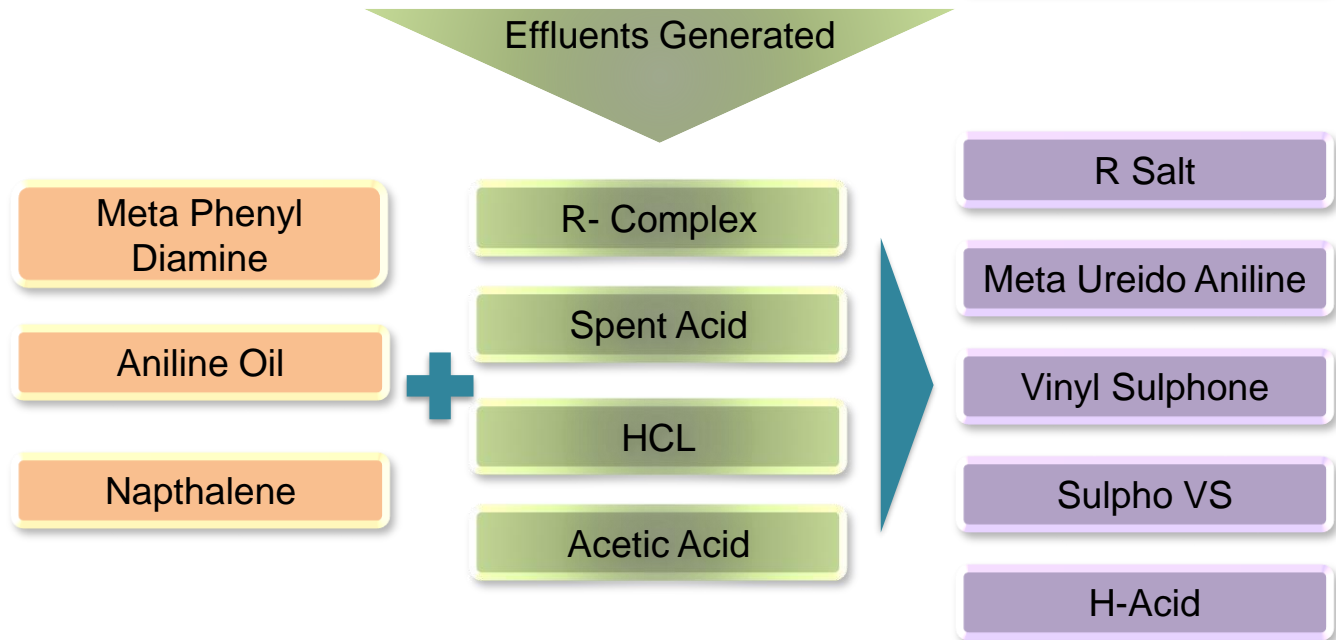 Effluents Generated
Meta Phenyl
Diamine
Aniline Oil
Napthalene
R- Complex
Spent Acid
HCL
Acetic Acid
R Salt
Meta Ureido Aniline
Vinyl Sulphone
Sulpho VS
H-Acid